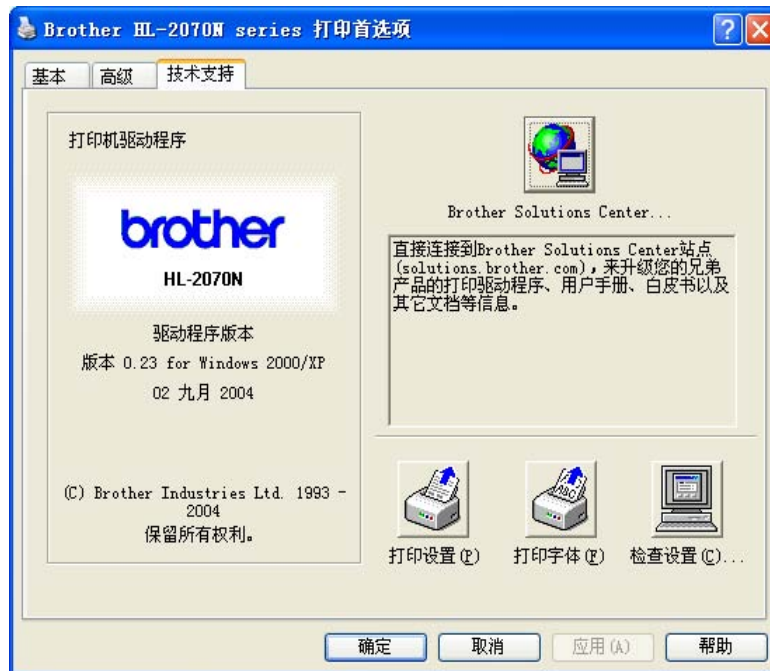 Brother HL-2070N series 打印首选项
基本
高级
技术支持
打印机驱动程序
brother
HL-2070N
驱动程序版本
版本 0.23 for Windows 2000/XP
02 九月 2004
(C) Brother Industries Ltd. 1993 -
2004
保留所有权利。
Brother Solutions Center...
直接连接到Brother Solutions Center站点
(solutions.brother.com)，来升级您的兄弟
产品的打印驱动程序、用户手册、白皮书以及
其它文档等信息。
打印设置(P)
打印字体(F)
检查设置(C)...
确定
取消
应用(A)
帮助